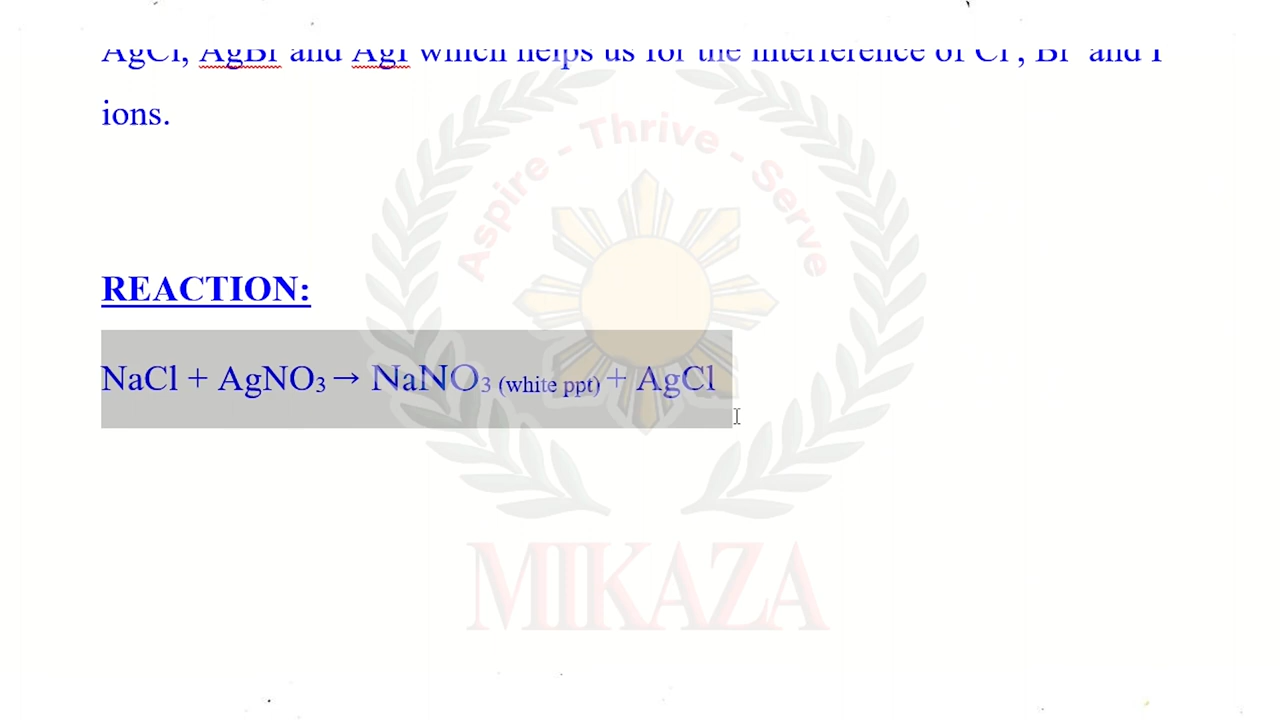 AgCl, AgBr and AgI which helps us for the interference of Cl⁻, Br⁻ and I⁻
ions.
Aspire - Thrive - Serve
REACTION:
NaCl + AgNO₃ → NaNO₃ (white ppt) + AgCl
MIKAZA